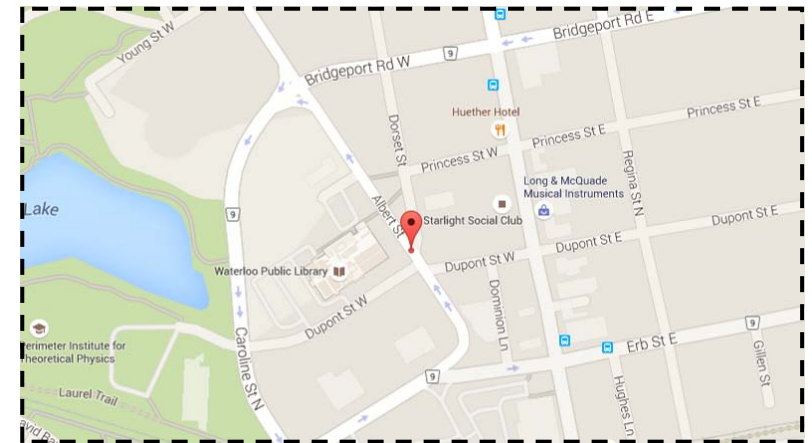 Young St W
Bridgeport Rd W
9
Bridgeport Rd E
Huether Hotel
Princess St E
Princess St E
Dorset St
Princess St W
Regina St N
Long & McQuade
Musical Instruments
Lake
9
Albert St
Starlight Social Club
Dupont St E
Dupont St E
Waterloo Public Library
Dupont St W
Dupont St W
Dominion Ln
erimeter Institute for
heoretical Physics
Caroline St N
9
Erb St E
9
Gillen St
Laurel Trail
Hughes Ln
avid Ba